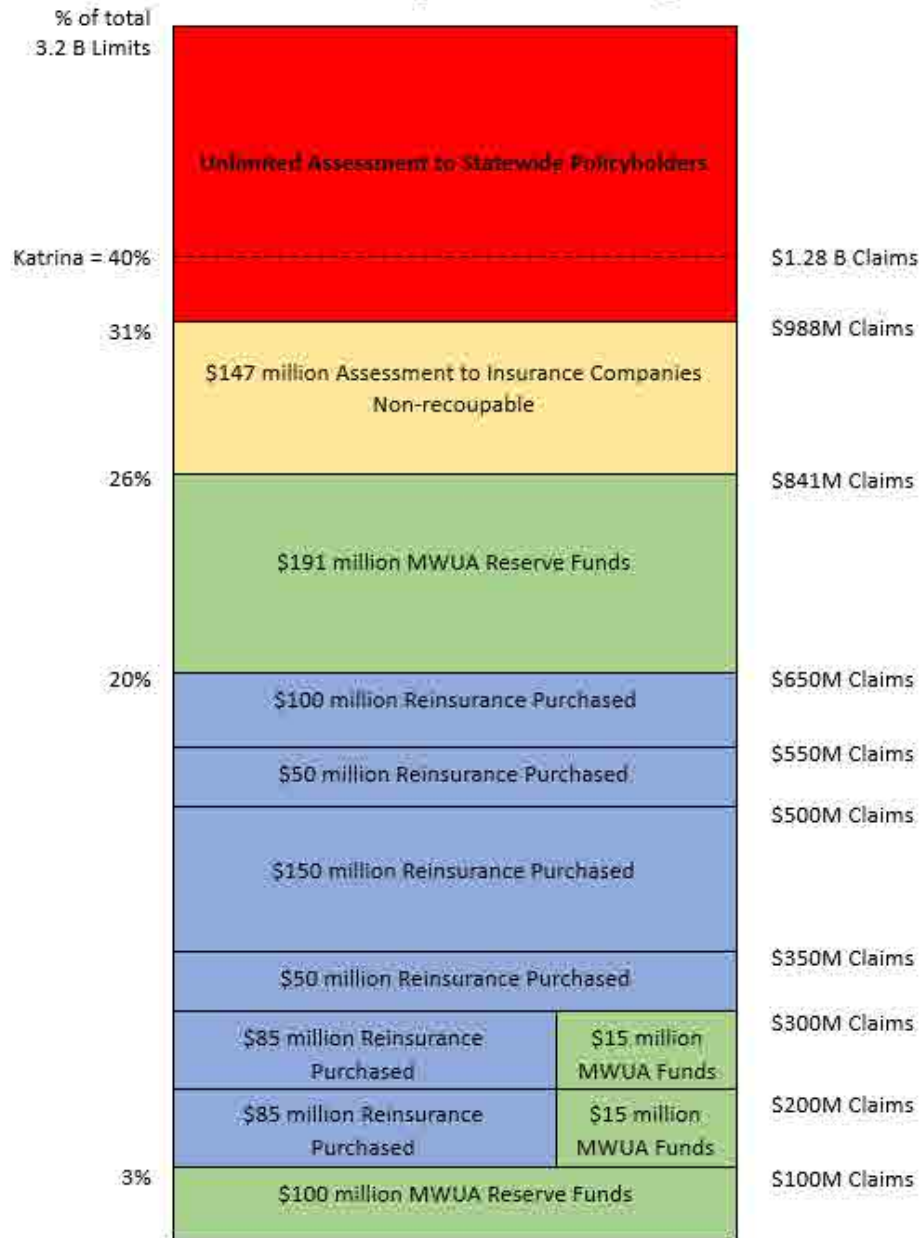 % of total
3.2 B Limits
Unlimited Assessment to Statewide Policyholders
Katrina = 40%
$1.28 B Claims
31%
$988M Claims
$147 million Assessment to Insurance Companies
Non-recoupable
26%
$841M Claims
$191 million MWUA Reserve Funds
20%
$650M Claims
$100 million Reinsurance Purchased
$550M Claims
$50 million Reinsurance Purchased
$500M Claims
$150 million Reinsurance Purchased
$350M Claims
$50 million Reinsurance Purchased
$300M Claims
$85 million Reinsurance
Purchased
$15 million
MWUA Funds
$200M Claims
$85 million Reinsurance
Purchased
$15 million
MWUA Funds
3%
$100M Claims
$100 million MWUA Reserve Funds